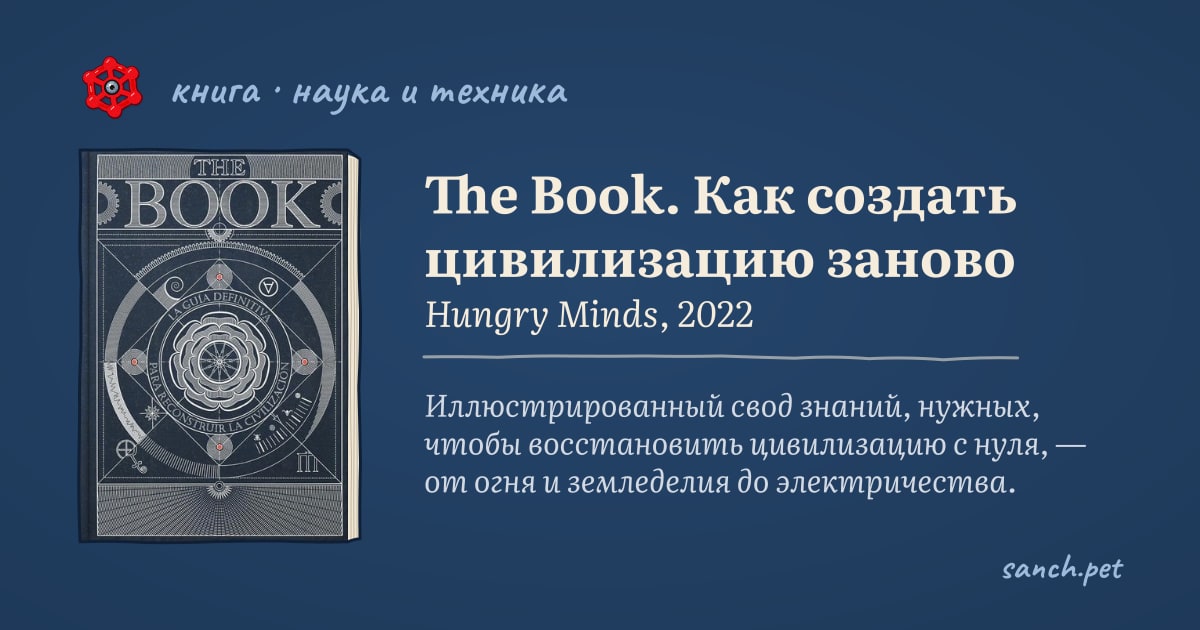 книга · наука и техника
THE
BOOK
LA GUIA DEFINITIVA
PARA RECONSTRUIR LA CIVILIZACIÓN
The Book. Как создать
цивилизацию заново
Hungry Minds, 2022
Иллюстрированный свод знаний, нужных,
чтобы восстановить цивилизацию с нуля, —
от огня и земледелия до электричества.
sanch.pet